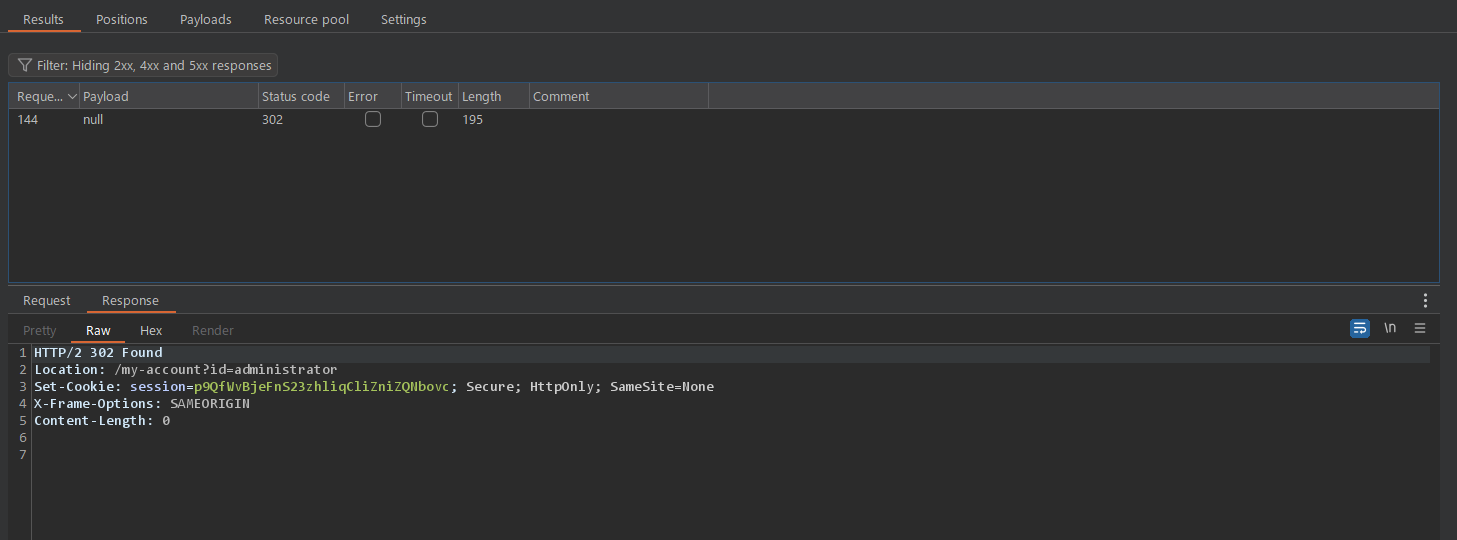 Results Positions Payloads Resource pool Settings
Filter: Hiding 2xx, 4xx and 5xx responses
Reque... Payload Status code Error Timeout Length Comment
144 null 302 195
Request Response
Pretty Raw Hex Render \n
1 HTTP/2 302 Found
2 Location: /my-account?id=administrator
3 Set-Cookie: session=p9QfWvBjeFnS23zhliqCliZniZQNbovc; Secure; HttpOnly; SameSite=None
4 X-Frame-Options: SAMEORIGIN
5 Content-Length: 0
6
7